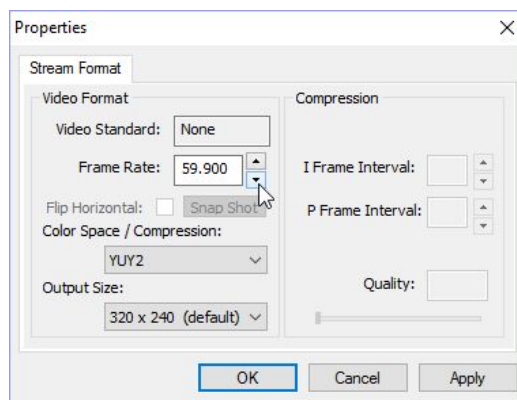 Properties
Stream Format
Video Format
Video Standard: None
Frame Rate: 59.900
Flip Horizontal: Snap Shot
Color Space / Compression:
YUY2
Output Size:
320 x 240 (default)
Compression
I Frame Interval:
P Frame Interval:
Quality:
OK Cancel Apply